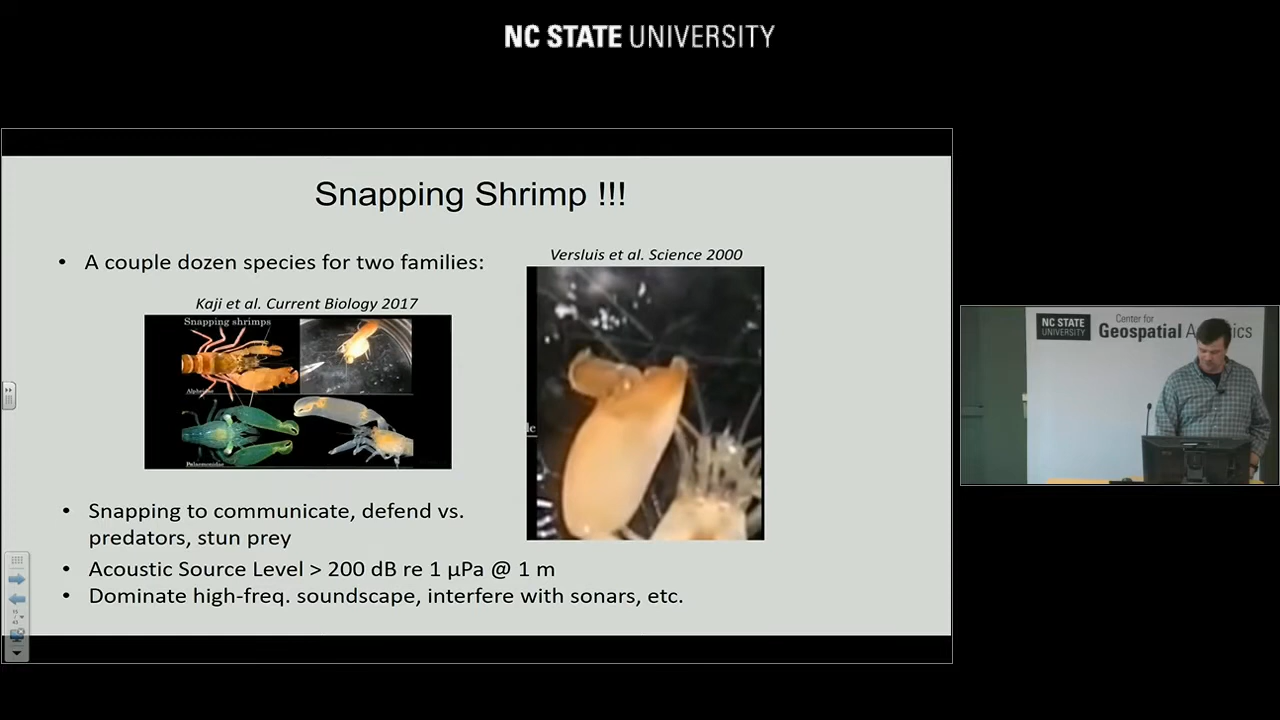 NC STATE UNIVERSITY
Snapping Shrimp !!!
• A couple dozen species for two families:
Versluis et al. Science 2000
Kaji et al. Current Biology 2017
Snapping shrimps
Alpheidae
Palaemonidae
• Snapping to communicate, defend vs.
predators, stun prey
• Acoustic Source Level > 200 dB re 1 µPa @ 1 m
• Dominate high-freq. soundscape, interfere with sonars, etc.
NC STATE
UNIVERSITY
Center for
Geospatial